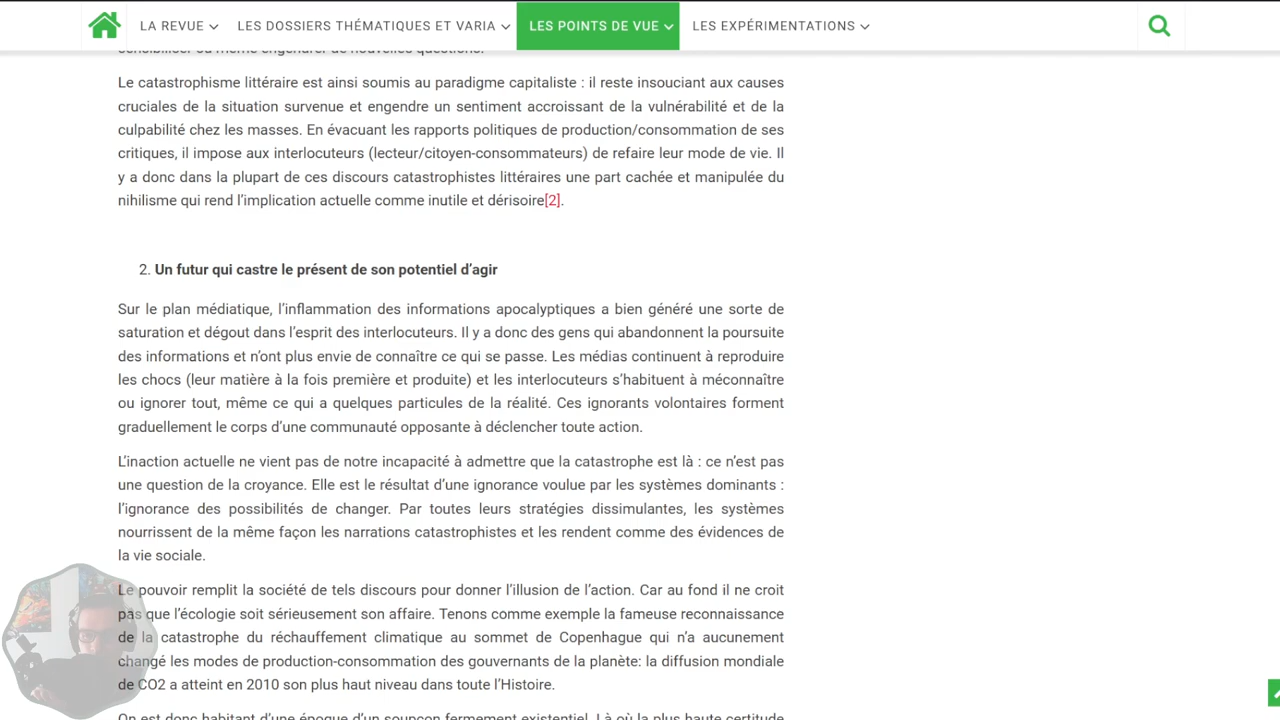 LA REVUE
LES DOSSIERS THÉMATIQUES ET VARIA
LES POINTS DE VUE
LES EXPÉRIMENTATIONS
sensibiliser ou même engendrer de nouvelles questions.
Le catastrophisme littéraire est ainsi soumis au paradigme capitaliste : il reste insouciant aux causes
cruciales de la situation survenue et engendre un sentiment accroissant de la vulnérabilité et de la
culpabilité chez les masses. En évacuant les rapports politiques de production/consommation de ses
critiques, il impose aux interlocuteurs (lecteur/citoyen-consommateurs) de refaire leur mode de vie. Il
y a donc dans la plupart de ces discours catastrophistes littéraires une part cachée et manipulée du
nihilisme qui rend l’implication actuelle comme inutile et dérisoire[2].
2. Un futur qui castre le présent de son potentiel d’agir
Sur le plan médiatique, l’inflammation des informations apocalyptiques a bien généré une sorte de
saturation et dégout dans l’esprit des interlocuteurs. Il y a donc des gens qui abandonnent la poursuite
des informations et n’ont plus envie de connaître ce qui se passe. Les médias continuent à reproduire
les chocs (leur matière à la fois première et produite) et les interlocuteurs s’habituent à méconnaître
ou ignorer tout, même ce qui a quelques particules de la réalité. Ces ignorants volontaires forment
graduellement le corps d’une communauté opposante à déclencher toute action.
L’inaction actuelle ne vient pas de notre incapacité à admettre que la catastrophe est là : ce n’est pas
une question de la croyance. Elle est le résultat d’une ignorance voulue par les systèmes dominants :
l’ignorance des possibilités de changer. Par toutes leurs stratégies dissimulantes, les systèmes
nourrissent de la même façon les narrations catastrophistes et les rendent comme des évidences de
la vie sociale.
Le pouvoir remplit la société de tels discours pour donner l’illusion de l’action. Car au fond il ne croit
pas que l’écologie soit sérieusement son affaire. Tenons comme exemple la fameuse reconnaissance
de la catastrophe du réchauffement climatique au sommet de Copenhague qui n’a aucunement
changé les modes de production-consommation des gouvernants de la planète: la diffusion mondiale
de CO2 a atteint en 2010 son plus haut niveau dans toute l’Histoire.
On est donc habitant d’une époque d’un soupçon fermement existentiel. Là où la plus haute certitude